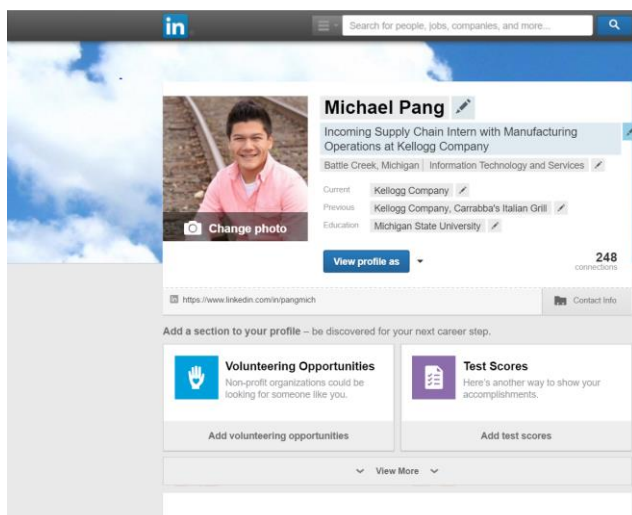 in
Search for people, jobs, companies, and more...
Michael Pang
Incoming Supply Chain Intern with Manufacturing
Operations at Kellogg Company
Battle Creek, Michigan | Information Technology and Services
Current Kellogg Company
Previous Kellogg Company, Carrabba's Italian Grill
Education Michigan State University
Change photo
View profile as
248
connections
in https://www.linkedin.com/in/pangmich
Contact Info
Add a section to your profile – be discovered for your next career step.
Volunteering Opportunities
Non-profit organizations could be
looking for someone like you.
Add volunteering opportunities
Test Scores
Here's another way to show your
accomplishments.
Add test scores
View More